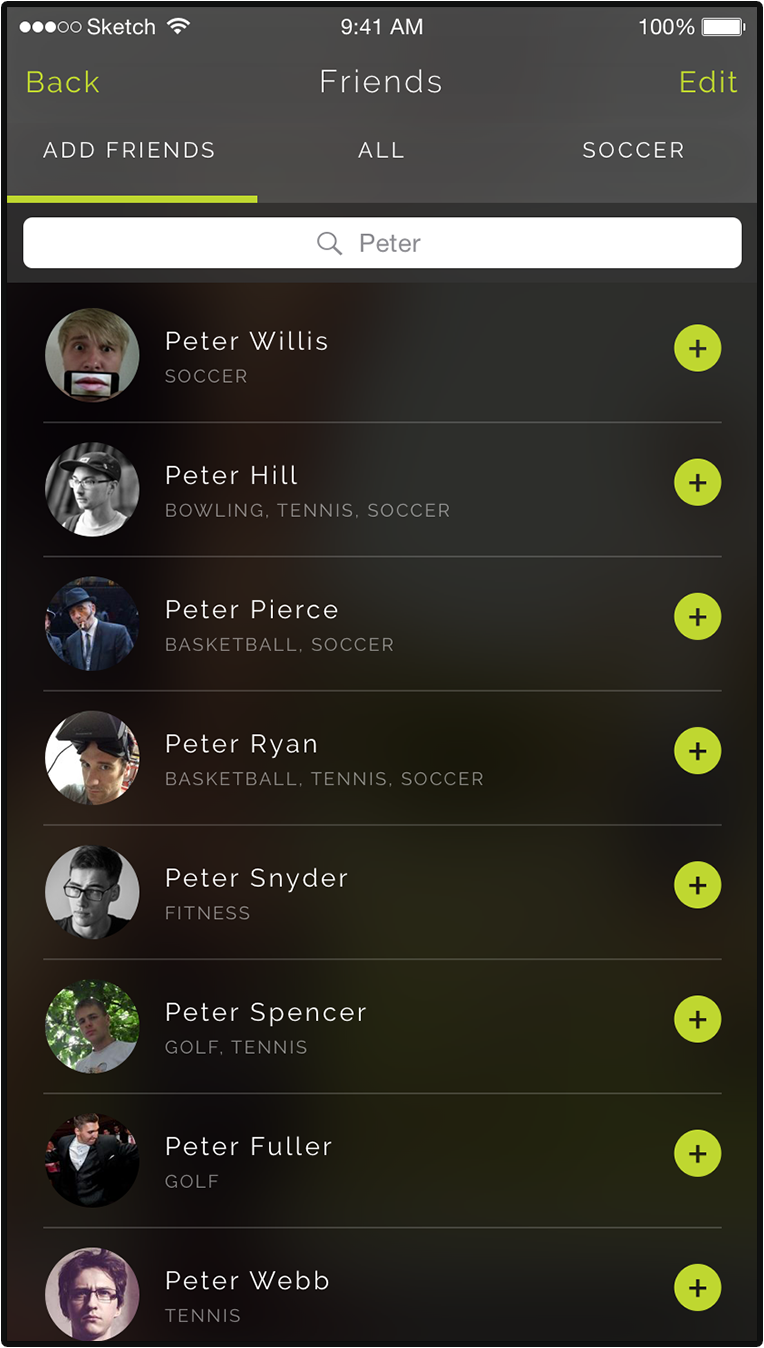 Sketch 9:41 AM 100%
Back Friends Edit
ADD FRIENDS ALL SOCCER
Peter
Peter Willis
SOCCER
Peter Hill
BOWLING, TENNIS, SOCCER
Peter Pierce
BASKETBALL, SOCCER
Peter Ryan
BASKETBALL, TENNIS, SOCCER
Peter Snyder
FITNESS
Peter Spencer
GOLF, TENNIS
Peter Fuller
GOLF
Peter Webb
TENNIS